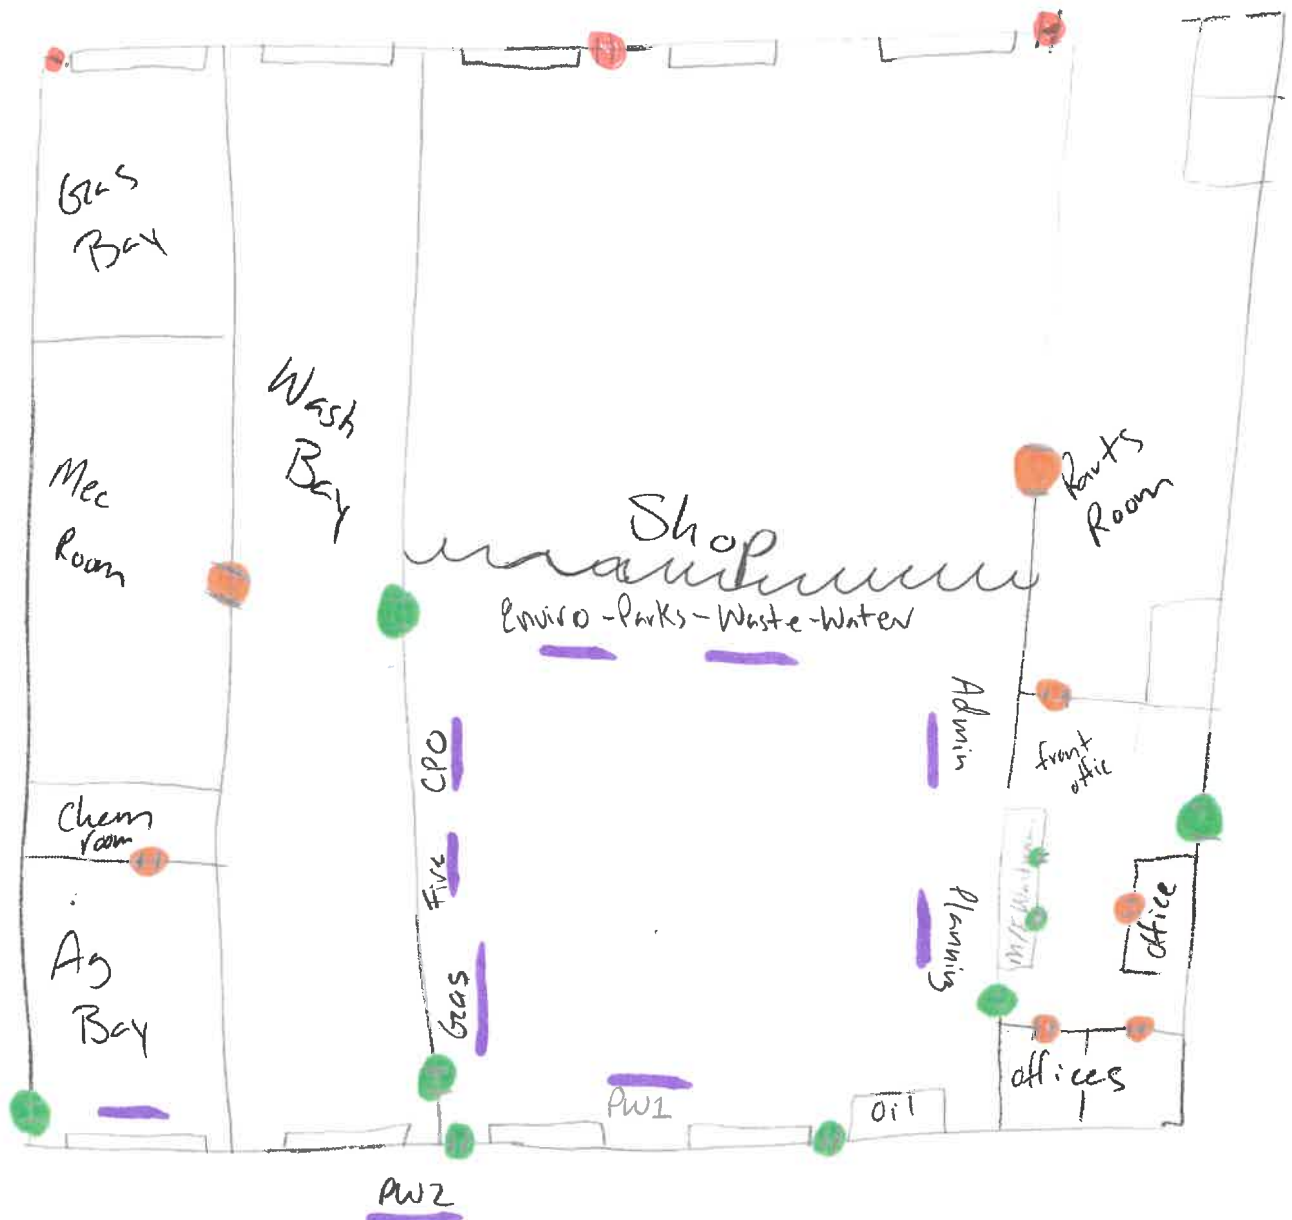 Gas
Bay
Wash
Bay
Mec
Room
Parts
Room
Shop
Enviro - Parks - Waste - Water
Admin
CPO
front
offic
Chem
room
Fire
Planning
office
Ag
Bay
Gas
offices
PW1
Oil
PW2